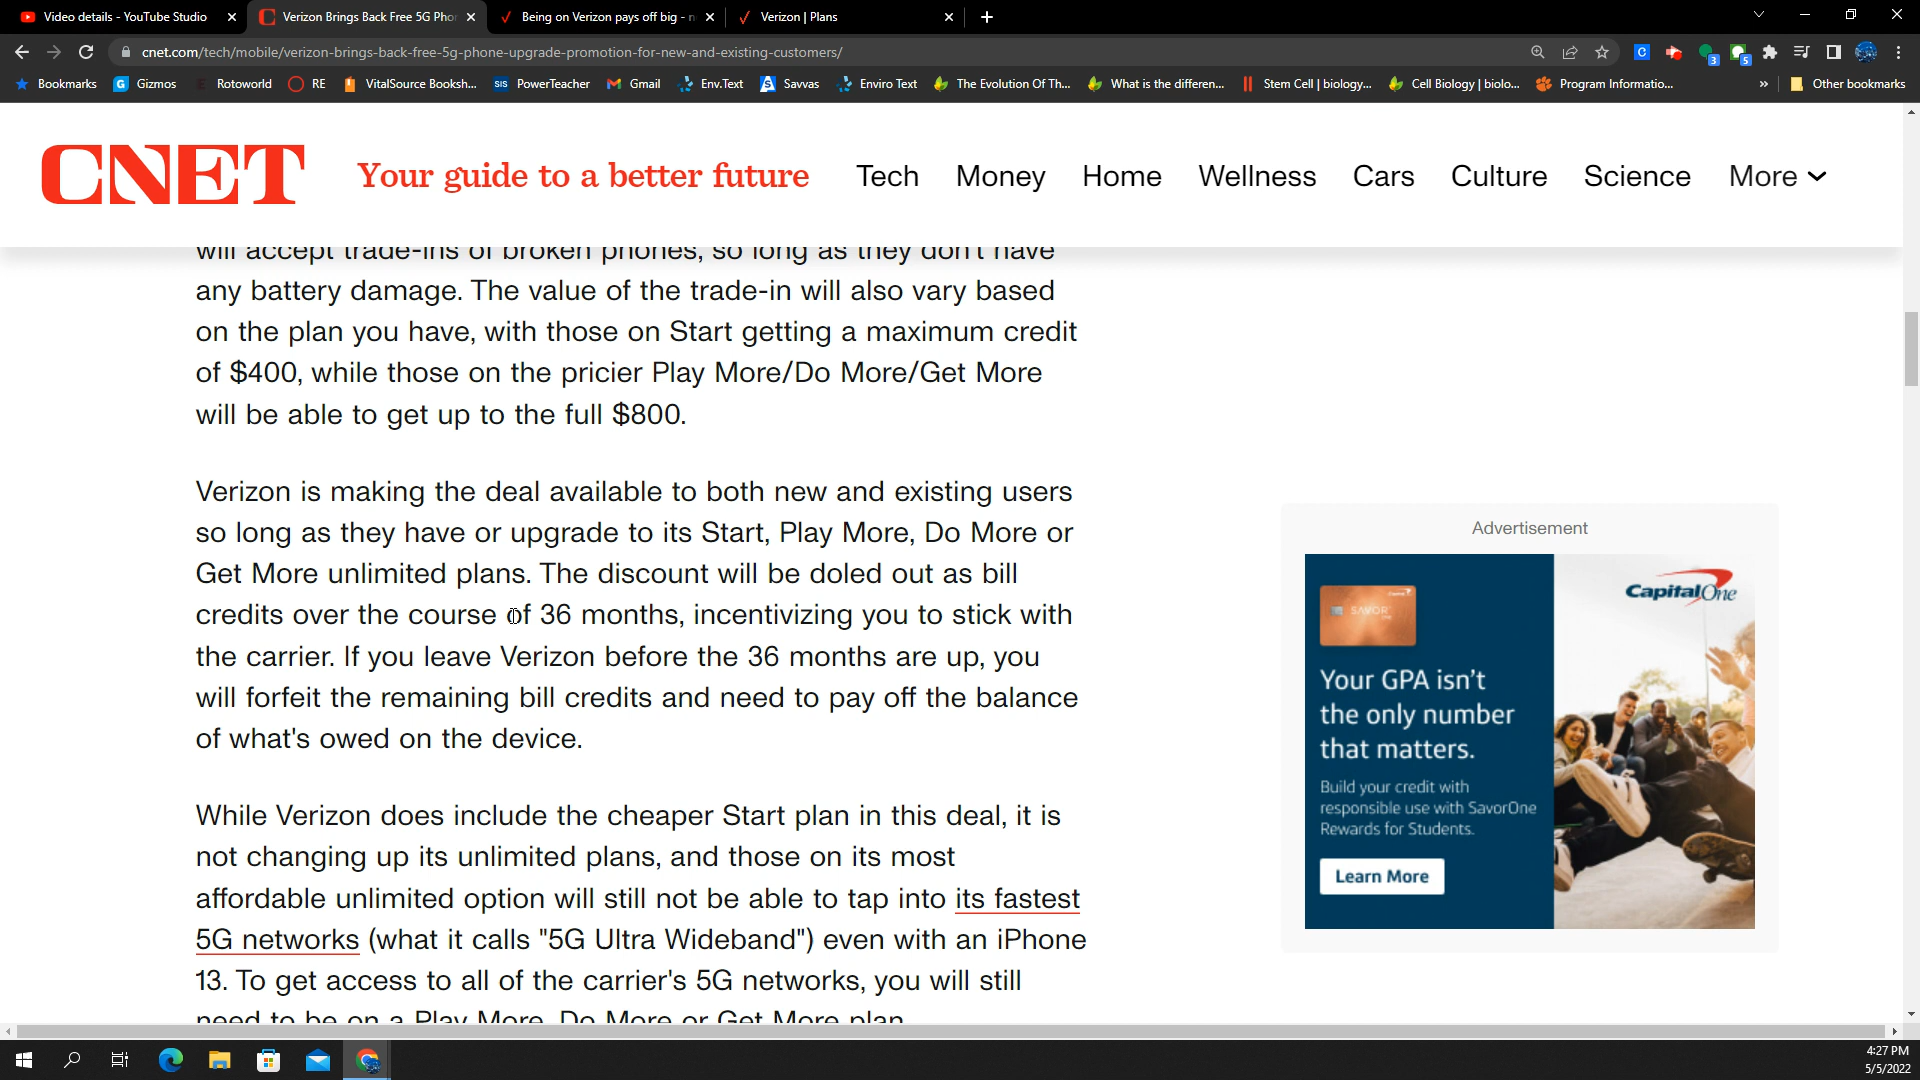 Video details - YouTube Studio
Verizon Brings Back Free 5G Phon
Being on Verizon pays off big - n
Verizon | Plans
cnet.com/tech/mobile/verizon-brings-back-free-5g-phone-upgrade-promotion-for-new-and-existing-customers/
C
3
5
Bookmarks
G Gizmos
Rotoworld
RE
VitalSource Booksh...
SIS PowerTeacher
Gmail
Env.Text
Savvas
Enviro Text
The Evolution Of Th...
What is the differen...
Stem Cell | biology...
Cell Biology | biolo...
Program Informatio...
»
Other bookmarks
CNET
Your guide to a better future
Tech
Money
Home
Wellness
Cars
Culture
Science
More
will accept trade-ins of broken phones, so long as they don't have
any battery damage. The value of the trade-in will also vary based
on the plan you have, with those on Start getting a maximum credit
of $400, while those on the pricier Play More/Do More/Get More
will be able to get up to the full $800.
Verizon is making the deal available to both new and existing users
so long as they have or upgrade to its Start, Play More, Do More or
Get More unlimited plans. The discount will be doled out as bill
credits over the course of 36 months, incentivizing you to stick with
the carrier. If you leave Verizon before the 36 months are up, you
will forfeit the remaining bill credits and need to pay off the balance
of what's owed on the device.
While Verizon does include the cheaper Start plan in this deal, it is
not changing up its unlimited plans, and those on its most
affordable unlimited option will still not be able to tap into its fastest
5G networks (what it calls "5G Ultra Wideband") even with an iPhone
13. To get access to all of the carrier's 5G networks, you will still
need to be on a Play More, Do More or Get More plan.
Advertisement
Capital One
SAVOR
Your GPA isn't
the only number
that matters.
Build your credit with
responsible use with SavorOne
Rewards for Students.
Learn More
4:27 PM
5/5/2022